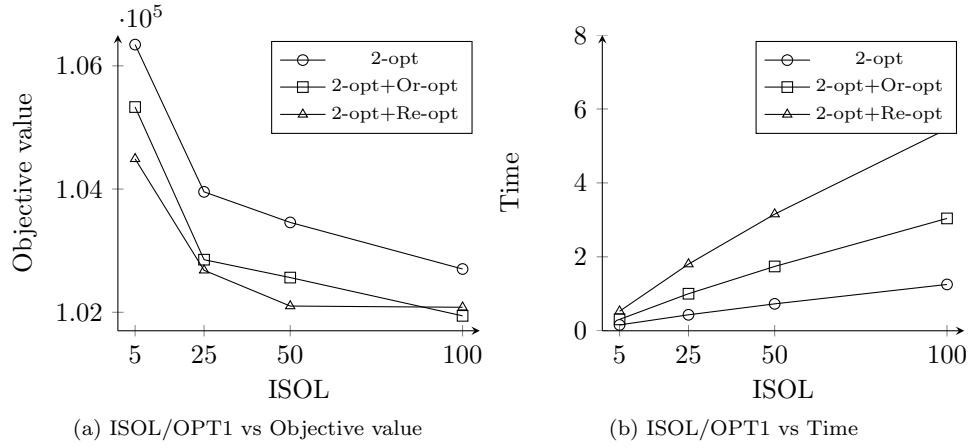 ·10⁵
1.06
1.04
1.02
Objective value
5 25 50 100
ISOL
2-opt
2-opt+Or-opt
2-opt+Re-opt
(a) ISOL/OPT1 vs Objective value
8
6
4
2
0
Time
5 25 50 100
ISOL
2-opt
2-opt+Or-opt
2-opt+Re-opt
(b) ISOL/OPT1 vs Time